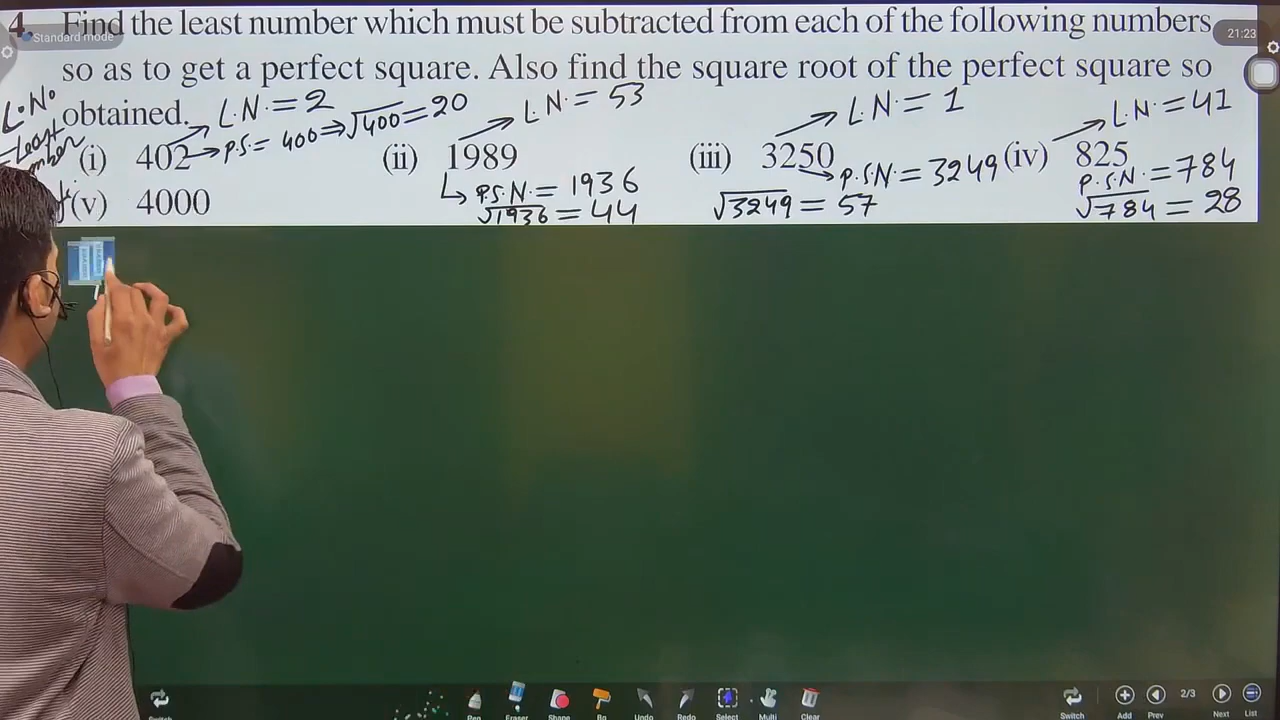 4. Find the least number which must be subtracted from each of the following numbers
Standard mode
21:23
so as to get a perfect square. Also find the square root of the perfect square so
obtained.
L·No
=Least
L·N·=2
L·N·=53
L·N·=1
L·N·=41
(i) 402 → P.S.= 400 ⇒ √400 = 20
(ii) 1989
P.S.N.= 1936
√1936 = 44
(iii) 3250
P.S.N.= 3249
√3249 = 57
(iv) 825
P.S.N.=784
√784 = 28
(v) 4000
Pen Eraser Shape Undo Redo Select Multi Clear
2/3
Switch Add Prev Next List